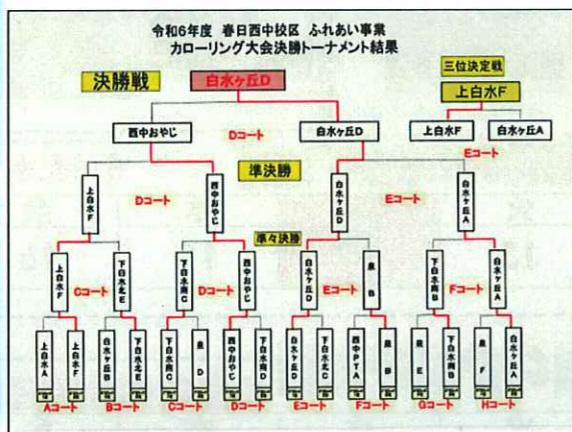 令和6年度 春日西中校区 ふれあい事業
カローリング大会決勝トーナメント結果
決勝戦
白水ヶ丘D
三位決定戦
上白水F
西中おやじ
Dコート
白水ヶ丘D
上白水F
白水ヶ丘A
Eコート
準決勝
上白水F
Dコート
西中おやじ
白水ヶ丘D
Eコート
白水ヶ丘A
準々決勝
上白水F
Cコート
下白水北E
下白水南C
Dコート
西中おやじ
白水ヶ丘D
Eコート
泉B
下白水南B
Fコート
白水ヶ丘A
上白水A
上白水F
白水ヶ丘B
下白水北E
下白水南C
泉D
西中おやじ
下白水南D
白水ヶ丘D
下白水北C
西中PTA
泉B
泉E
下白水南B
泉F
白水ヶ丘A
Aコート
Bコート
Cコート
Dコート
Eコート
Fコート
Gコート
Hコート